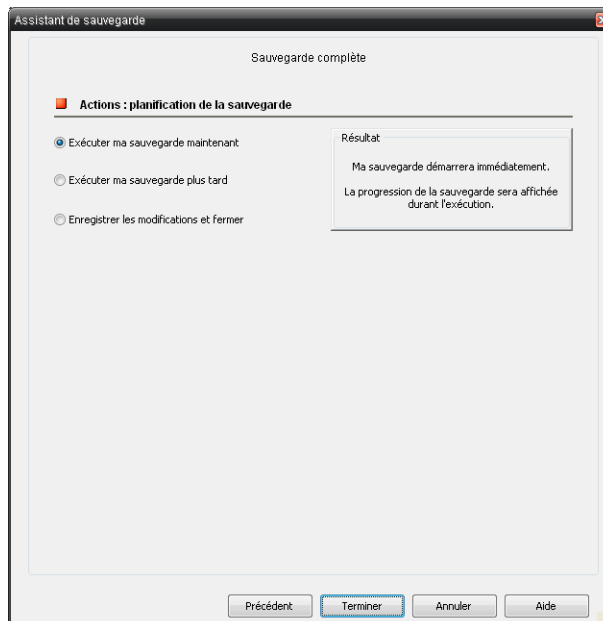 Assistant de sauvegarde
Sauvegarde complète
Actions : planification de la sauvegarde
Exécuter ma sauvegarde maintenant
Exécuter ma sauvegarde plus tard
Enregistrer les modifications et fermer
Résultat
Ma sauvegarde démarrera immédiatement.
La progression de la sauvegarde sera affichée
durant l'exécution.
Précédent
Terminer
Annuler
Aide